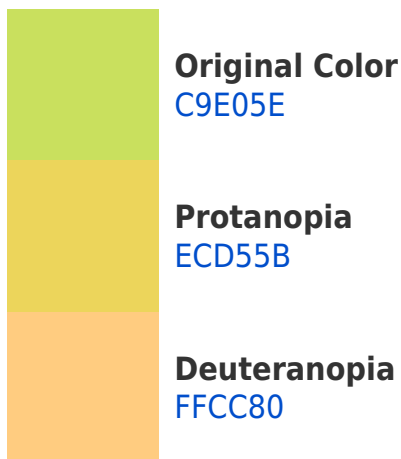 Original Color
C9E05E
Protanopia
ECD55B
Deuteranopia
FFCC80